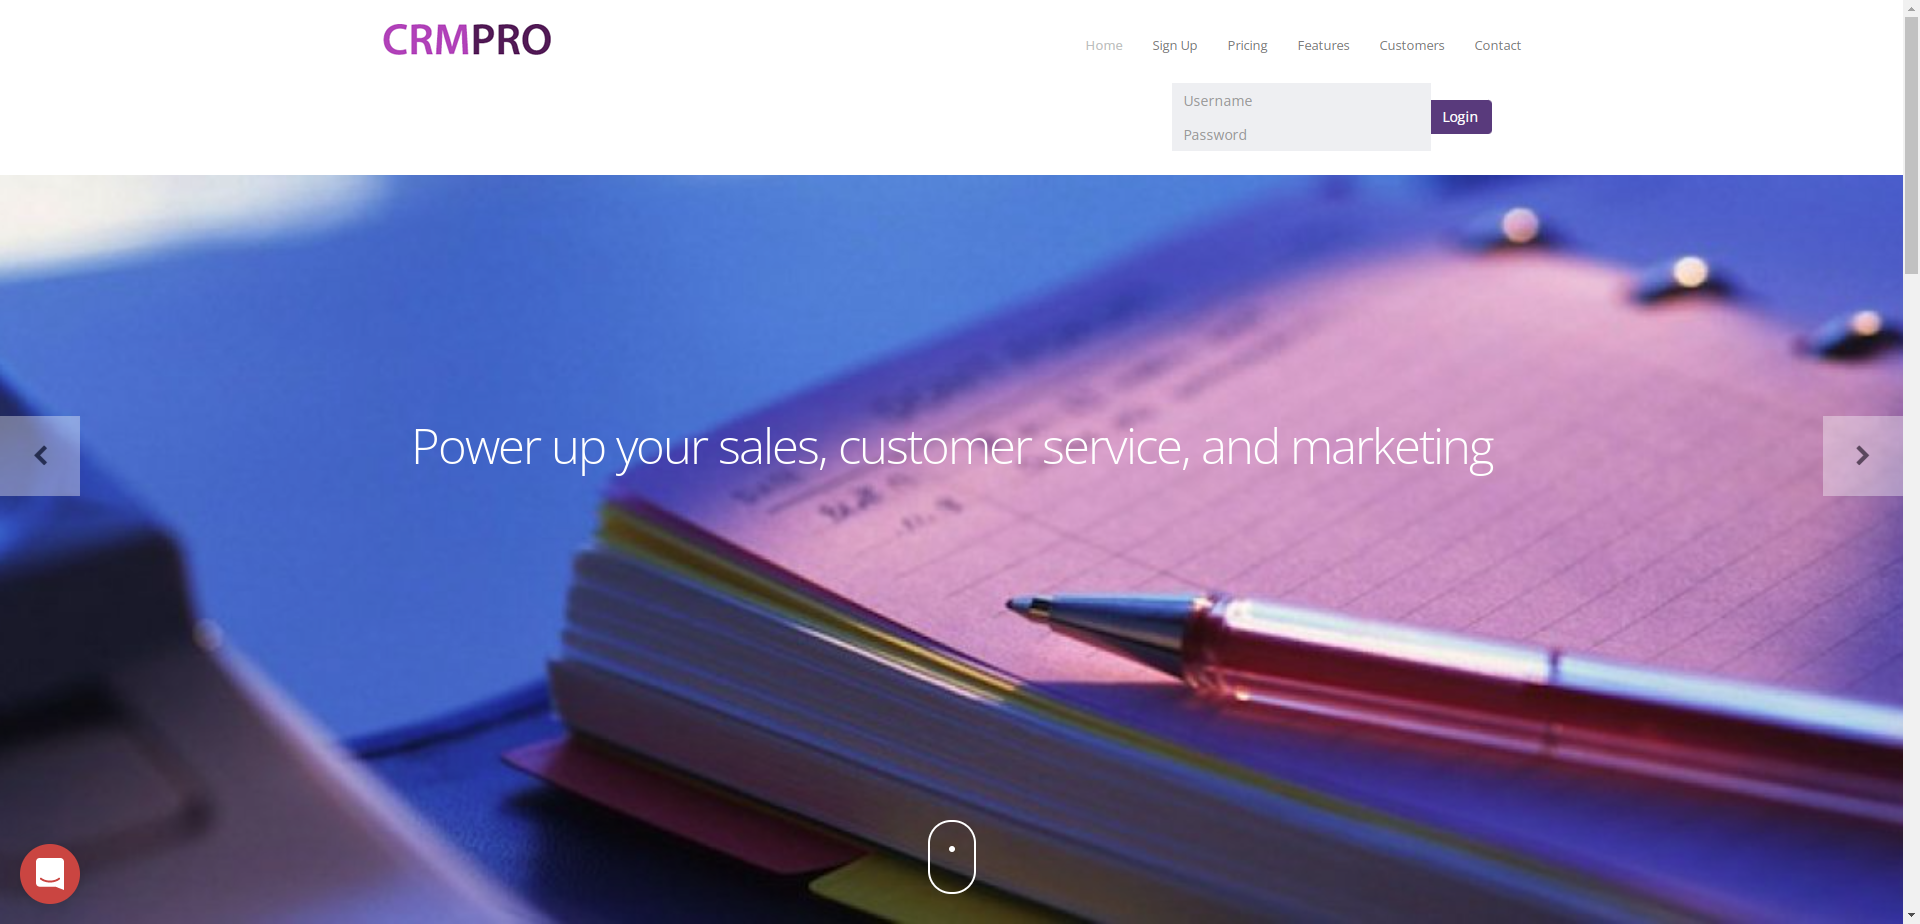 CRMPRO
Home Sign Up Pricing Features Customers Contact
Username
Password
Login
Power up your sales, customer service, and marketing